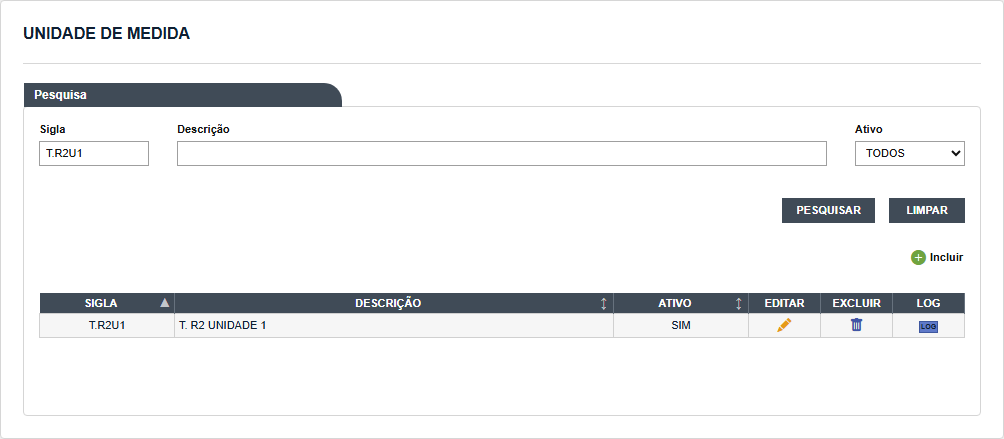 UNIDADE DE MEDIDA
Pesquisa
Sigla Descrição Ativo
T.R2U1 TODOS
PESQUISAR LIMPAR
Incluir
SIGLA DESCRIÇÃO ATIVO EDITAR EXCLUIR LOG
T.R2U1 T. R2 UNIDADE 1 SIM LOG